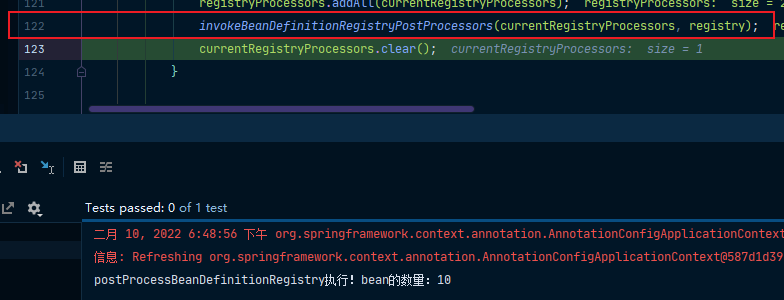 121 registryProcessors.addAll(currentRegistryProcessors); registryProcessors: size = 2
122 invokeBeanDefinitionRegistryPostProcessors(currentRegistryProcessors, registry); re
123 currentRegistryProcessors.clear(); currentRegistryProcessors: size = 1
124 }
125
Tests passed: 0 of 1 test
二月 10, 2022 6:48:56 下午 org.springframework.context.annotation.AnnotationConfigApplicationContext
信息: Refreshing org.springframework.context.annotation.AnnotationConfigApplicationContext@587d1d39
postProcessBeanDefinitionRegistry执行！bean的数量：10